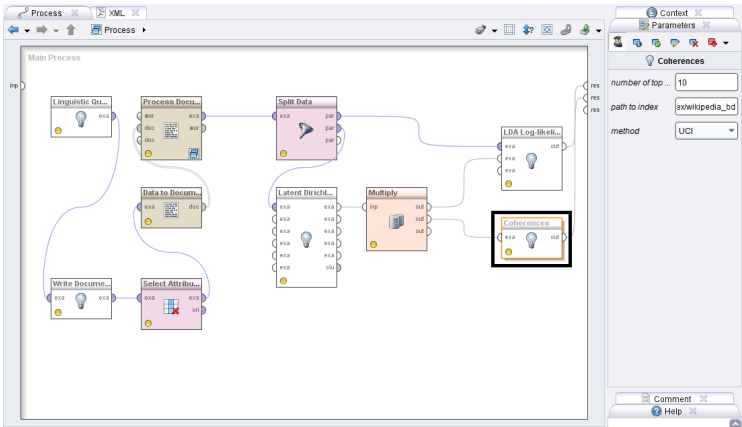 Process
XML
Process
Main Process
inp
res
res
res
Linguistic Qu...
exa
Process Docu...
wor
exa
doc
wor
doc
Split Data
exa
par
par
par
LDA Log-likeli...
exa
out
exa
exa
Data to Docum...
exa
doc
Latent Dirichl...
exa
exa
exa
exa
exa
exa
exa
exa
exa
exa
exa
clu
Multiply
inp
out
out
out
Coherences
exa
out
Write Docume...
exa
exa
Select Attribu...
exa
exa
ori
Context
Parameters
Coherences
number of top ...
10
path to index
ex/wikipedia_bd
method
UCI
Comment
Help